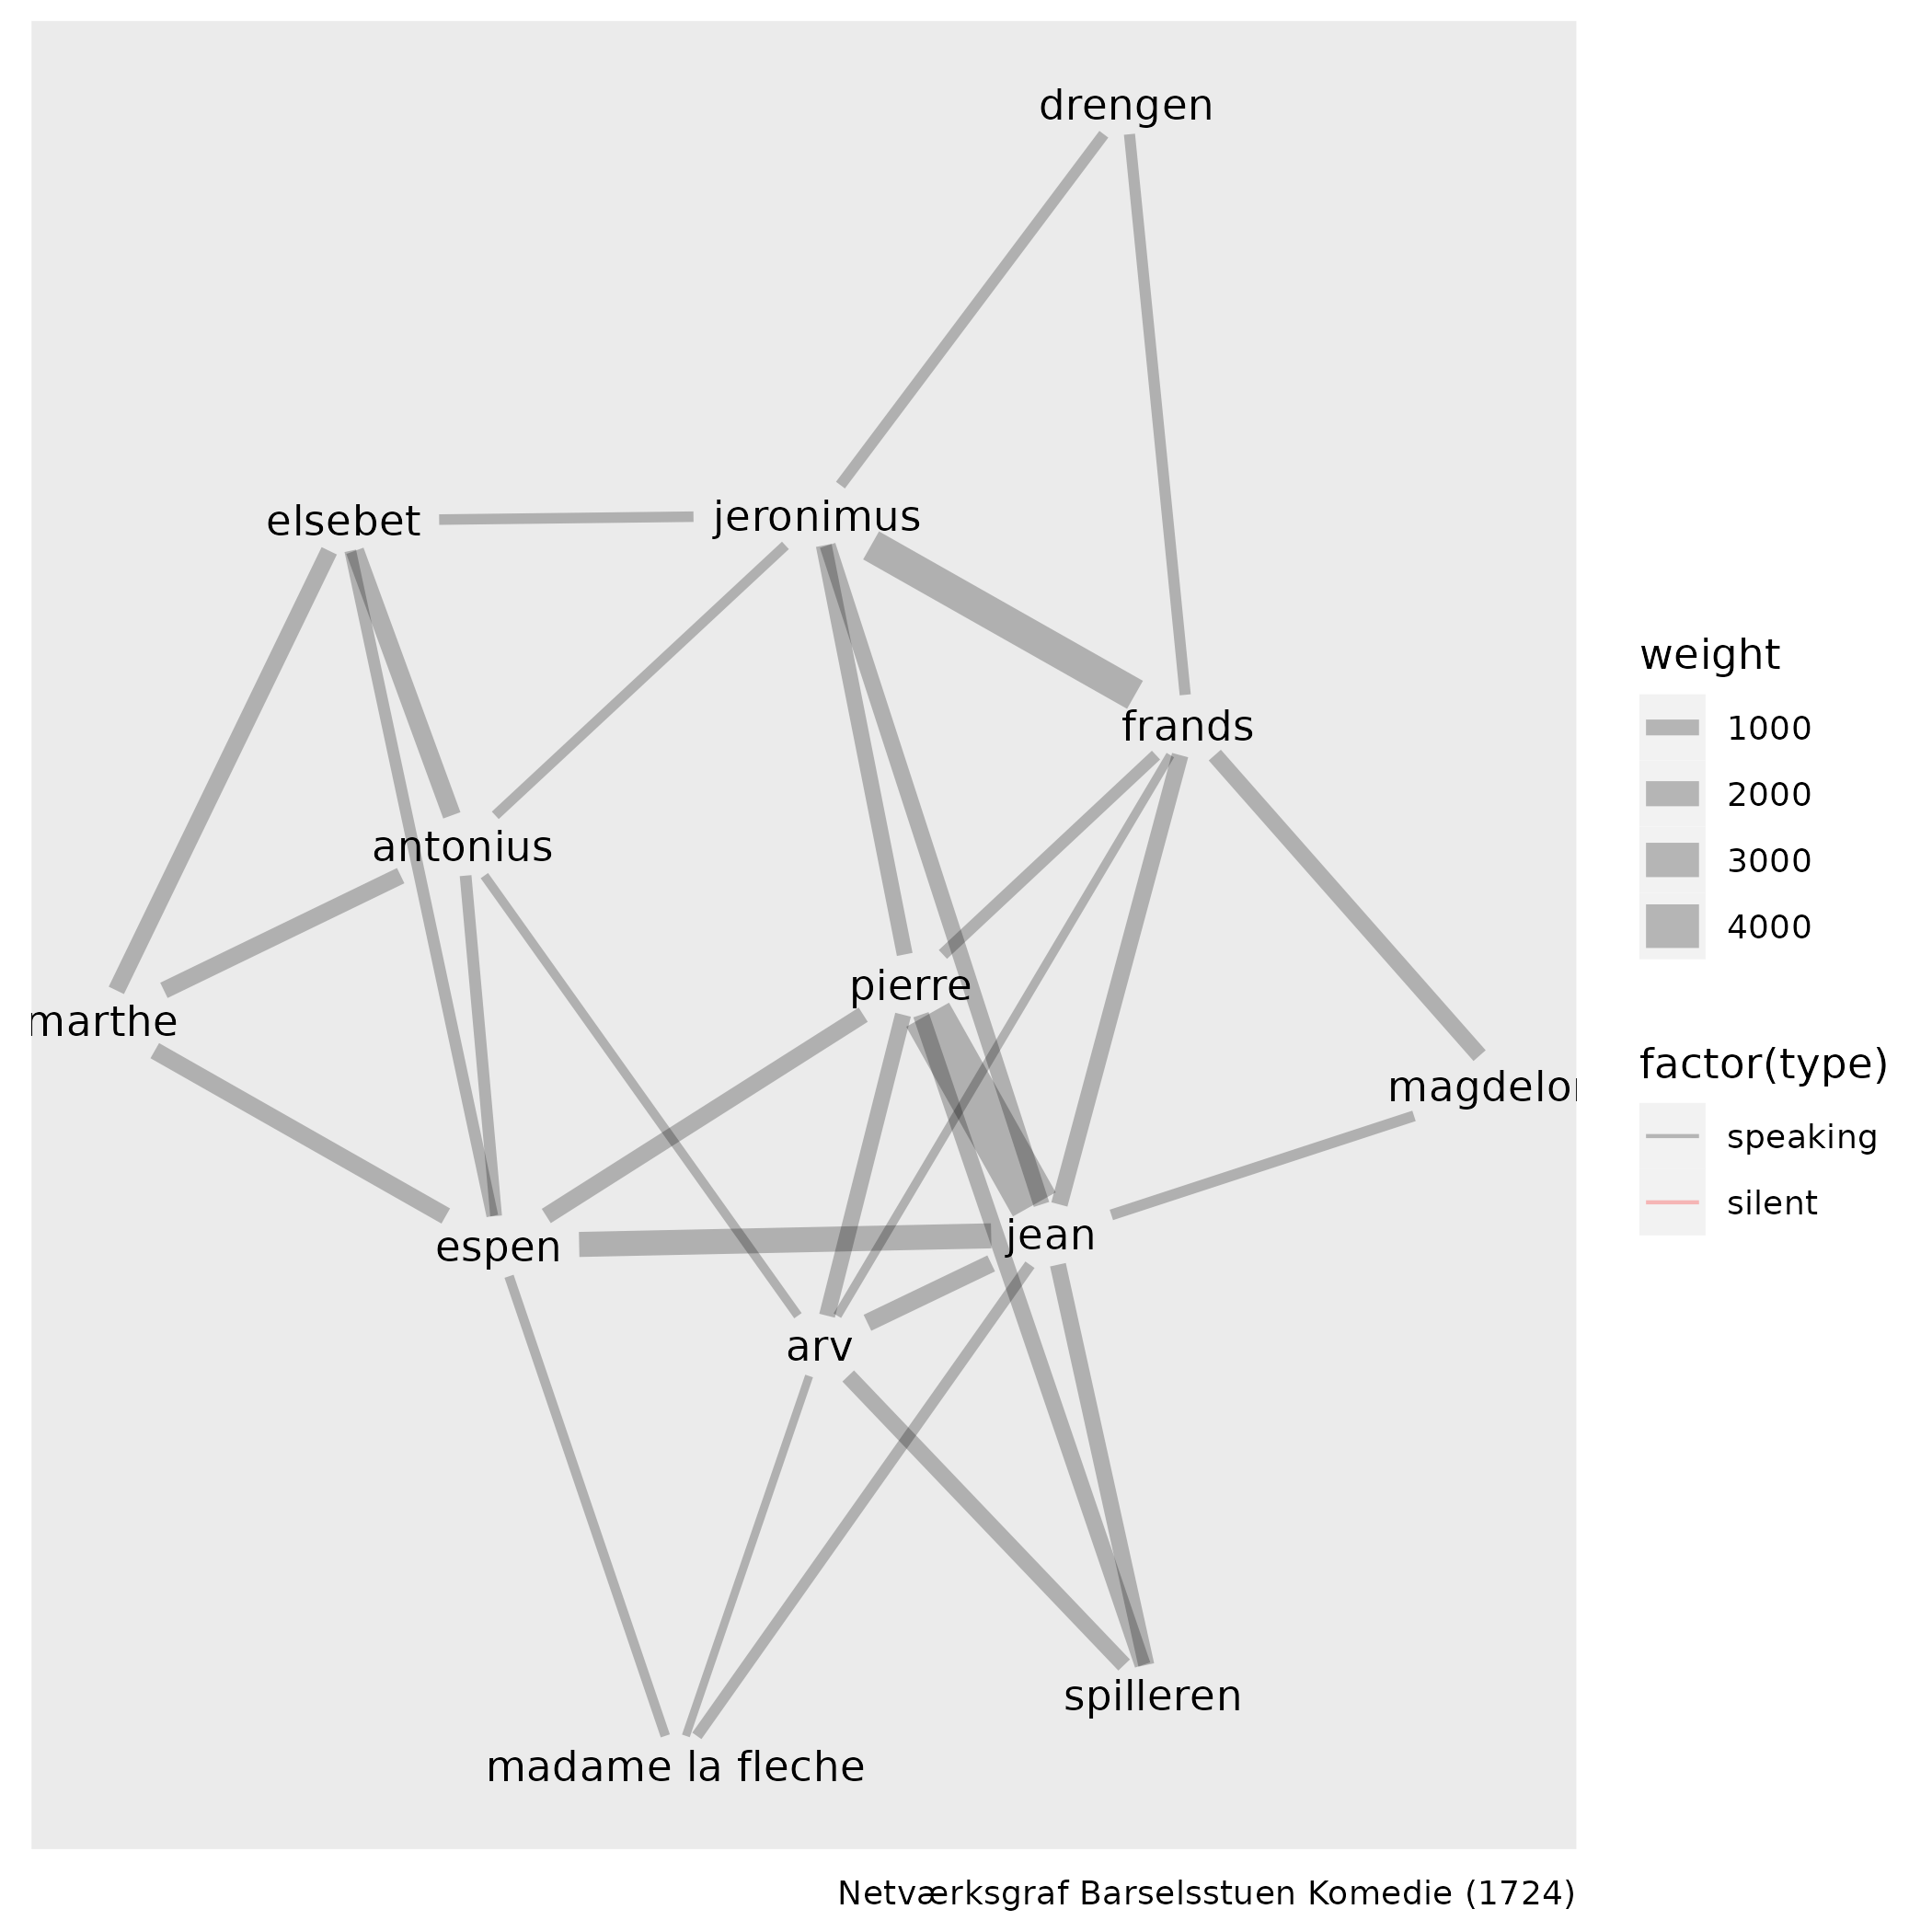 drengen
elsebet
jeronimus
frands
antonius
pierre
marthe
magdelo
espen
jean
arv
spilleren
madame la fleche
weight
1000
2000
3000
4000
factor(type)
speaking
silent
Netværksgraf Barselsstuen Komedie (1724)